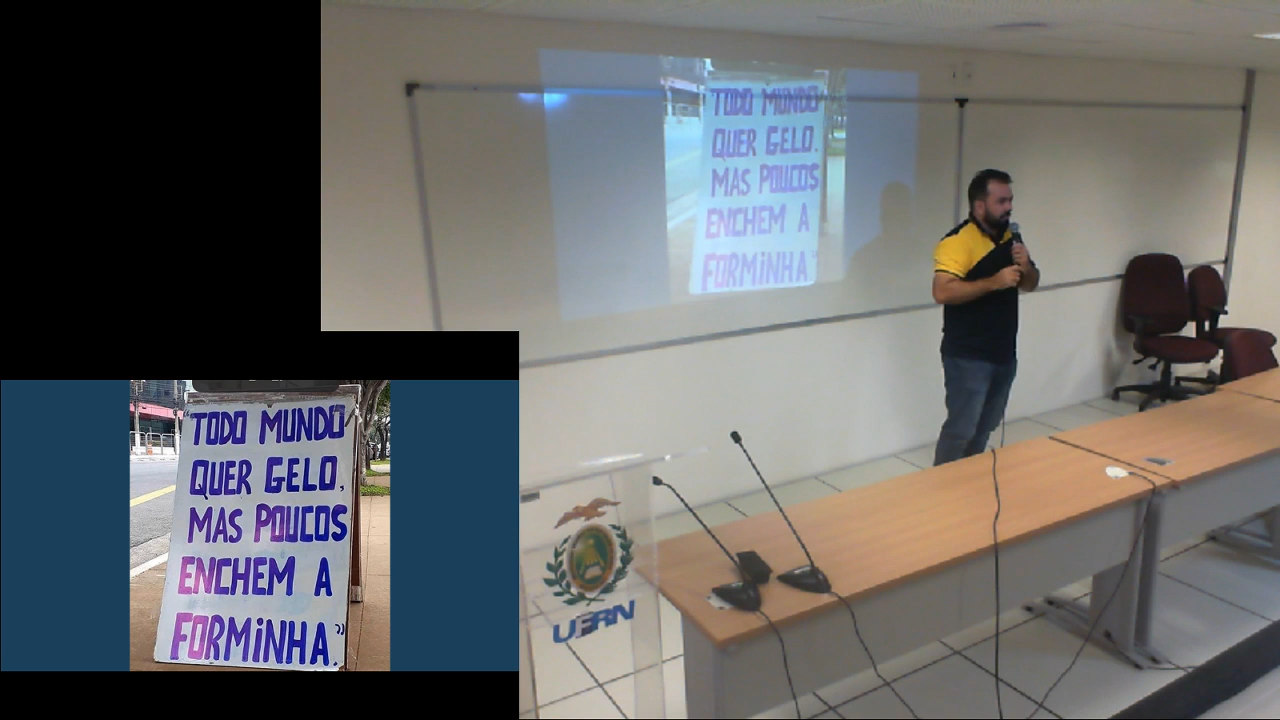 "TODO MUNDO
QUER GELO.
MAS POUCOS
ENCHEM A
FORMINHA"
"TODO MUNDO
QUER GELO,
MAS POUCOS
ENCHEM A
FORMINHA."
UERN